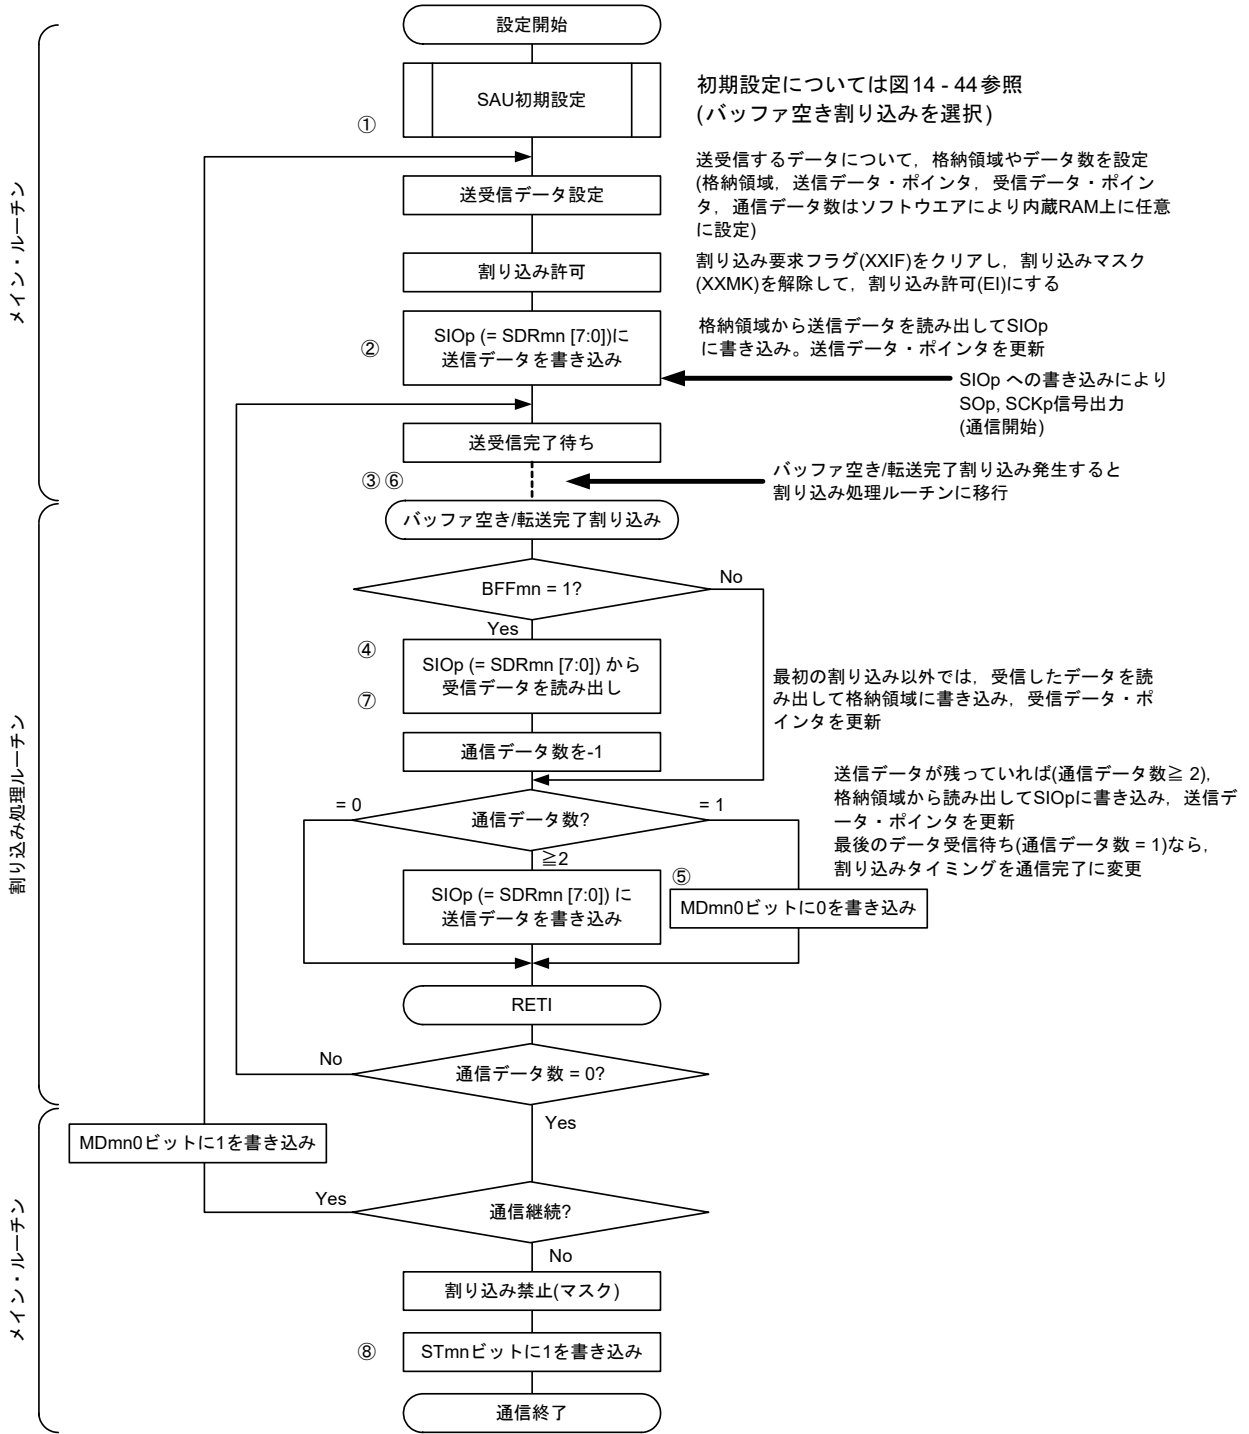 設定開始
SAU初期設定
初期設定については図14 - 44参照
(バッファ空き割り込みを選択)
①
送受信するデータについて，格納領域やデータ数を設定
(格納領域，送信データ・ポインタ，受信データ・ポイン
タ，通信データ数はソフトウエアにより内蔵RAM上に任意
に設定)
送受信データ設定
メイン・ルーチン
割り込み許可
割り込み要求フラグ(XXIF)をクリアし，割り込みマスク
(XXMK)を解除して，割り込み許可(EI)にする
②
SIOp (= SDRmn [7:0])に
送信データを書き込み
格納領域から送信データを読み出してSIOp
に書き込み。送信データ・ポインタを更新
SIOp への書き込みにより
SOp, SCKp信号出力
(通信開始)
送受信完了待ち
③⑥
バッファ空き/転送完了割り込み発生すると
割り込み処理ルーチンに移行
バッファ空き/転送完了割り込み
BFFmn = 1?
No
Yes
④
SIOp (= SDRmn [7:0]) から
受信データを読み出し
⑦
最初の割り込み以外では，受信したデータを読
み出して格納領域に書き込み，受信データ・ポ
インタを更新
通信データ数を-1
割り込み処理ルーチン
= 0
通信データ数?
= 1
≧2
送信データが残っていれば(通信データ数≧ 2),
格納領域から読み出してSIOpに書き込み，送信デ
ータ・ポインタを更新
最後のデータ受信待ち(通信データ数 = 1)なら,
割り込みタイミングを通信完了に変更
SIOp (= SDRmn [7:0]) に
送信データを書き込み
⑤
MDmn0ビットに0を書き込み
RETI
No
通信データ数 = 0?
Yes
MDmn0ビットに1を書き込み
Yes
通信継続?
No
メイン・ルーチン
割り込み禁止(マスク)
⑧
STmnビットに1を書き込み
通信終了